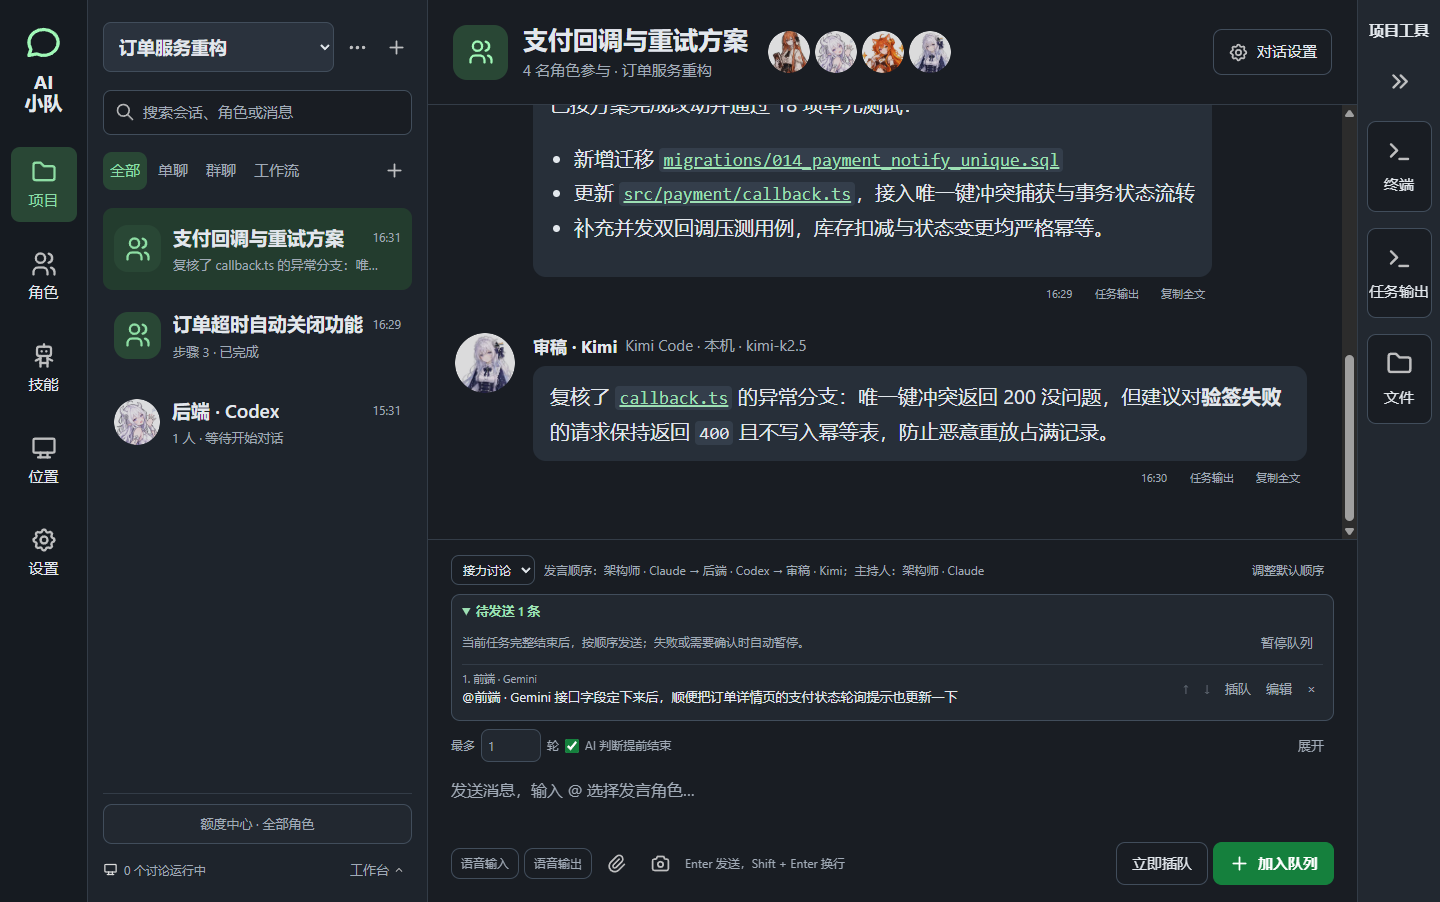 AI
小队
项目
角色
技能
位置
设置
订单服务重构
搜索会话、角色或消息
全部 单聊 群聊 工作流
支付回调与重试方案 16:31
复核了 callback.ts 的异常分支：唯...
订单超时自动关闭功能 16:29
步骤 3 · 已完成
后端 · Codex 15:31
1 人 · 等待开始对话
额度中心 · 全部角色
0 个讨论运行中 工作台
支付回调与重试方案
4 名角色参与 · 订单服务重构
对话设置
已按方案完成改动并通过 18 项单元测试：
新增迁移 migrations/014_payment_notify_unique.sql
更新 src/payment/callback.ts，接入唯一键冲突捕获与事务状态流转
补充并发双回调压测用例，库存扣减与状态变更均严格幂等。
16:29 任务输出 复制全文
审稿 · Kimi Kimi Code · 本机 · kimi-k2.5
复核了 callback.ts 的异常分支：唯一键冲突返回 200 没问题，但建议对验签失败
的请求保持返回 400 且不写入幂等表，防止恶意重放占满记录。
16:30 任务输出 复制全文
接力讨论 发言顺序：架构师 · Claude → 后端 · Codex → 审稿 · Kimi；主持人：架构师 · Claude 调整默认顺序
▼ 待发送 1 条
当前任务完整结束后，按顺序发送；失败或需要确认时自动暂停。 暂停队列
1. 前端 · Gemini
@前端 · Gemini 接口字段定下来后，顺便把订单详情页的支付状态轮询提示也更新一下 ↑ ↓ 插队 编辑 ×
最多 1 轮 AI 判断提前结束 展开
发送消息，输入 @ 选择发言角色...
语音输入 语音输出 Enter 发送，Shift + Enter 换行 立即插队 加入队列
项目工具
终端
任务输出
文件